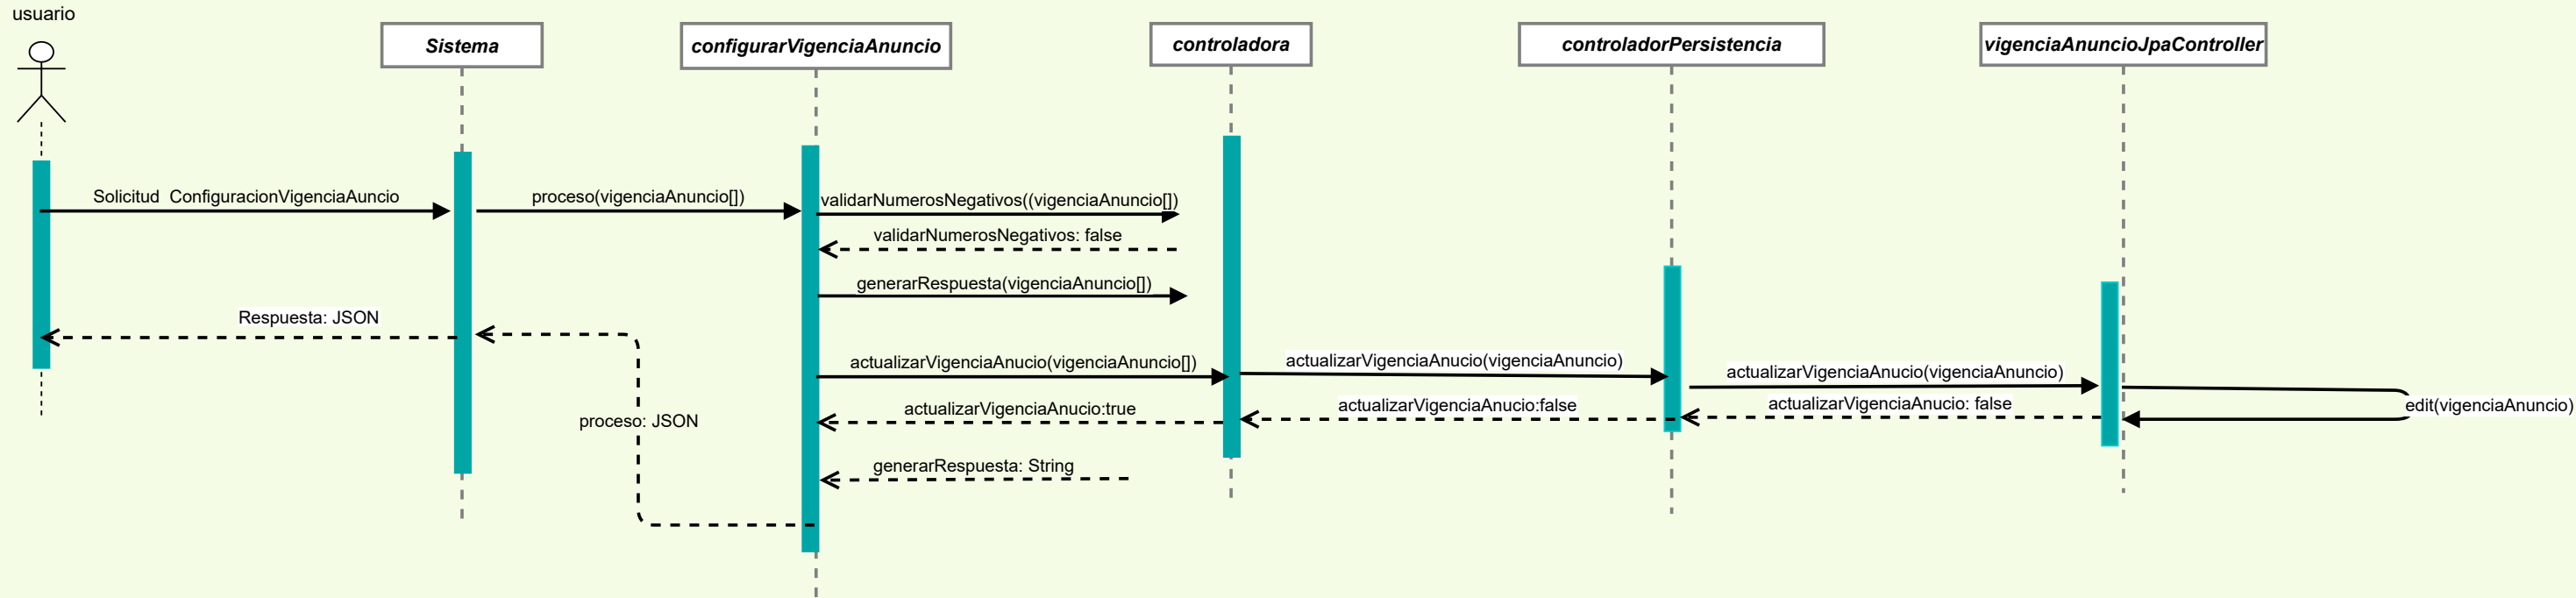 usuario
Sistema
configurarVigenciaAnuncio
controladora
controladorPersistencia
vigenciaAnuncioJpaController
Solicitud  ConfiguracionVigenciaAuncio
proceso(vigenciaAnuncio[])
validarNumerosNegativos((vigenciaAnuncio[])
validarNumerosNegativos: false
generarRespuesta(vigenciaAnuncio[])
Respuesta: JSON
actualizarVigenciaAnucio(vigenciaAnuncio[])
actualizarVigenciaAnucio(vigenciaAnuncio)
actualizarVigenciaAnucio(vigenciaAnuncio)
actualizarVigenciaAnucio:true
actualizarVigenciaAnucio:false
actualizarVigenciaAnucio: false
edit(vigenciaAnuncio)
proceso: JSON
generarRespuesta: String